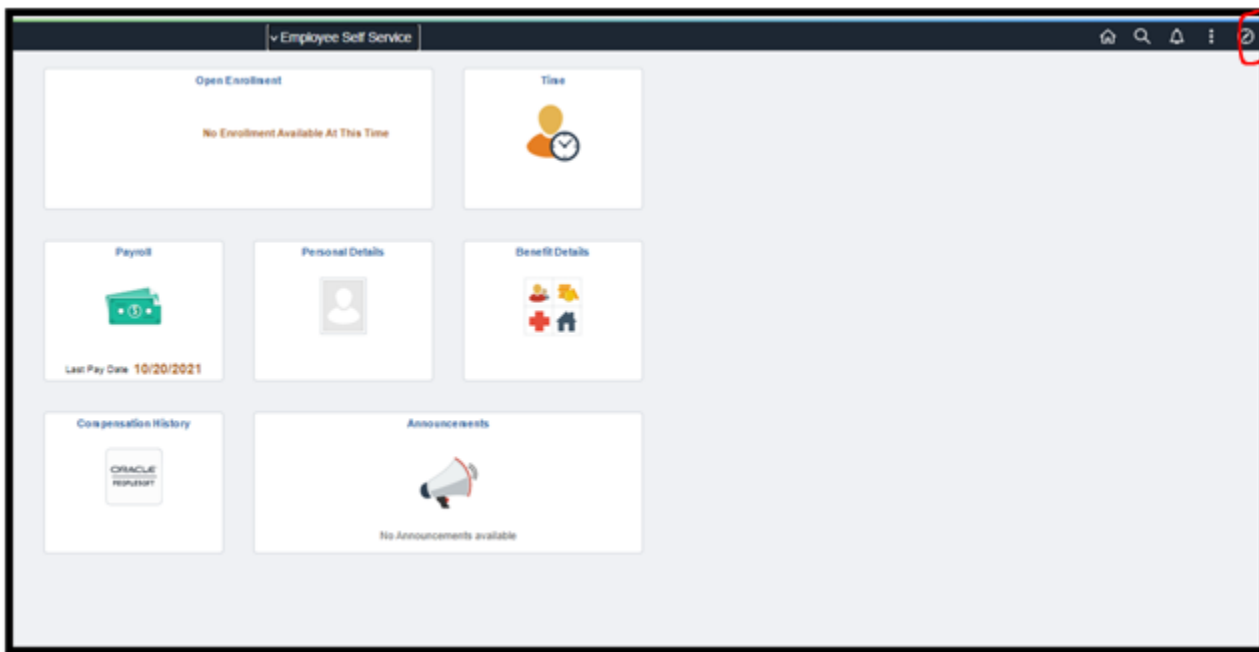 Employee Self Service
Open Enrollment
No Enrollment Available At This Time
Time
Payroll
Last Pay Date 10/20/2021
Personal Details
Benefit Details
Compensation History
ORACLE
PEOPLESOFT
Announcements
No Announcements available